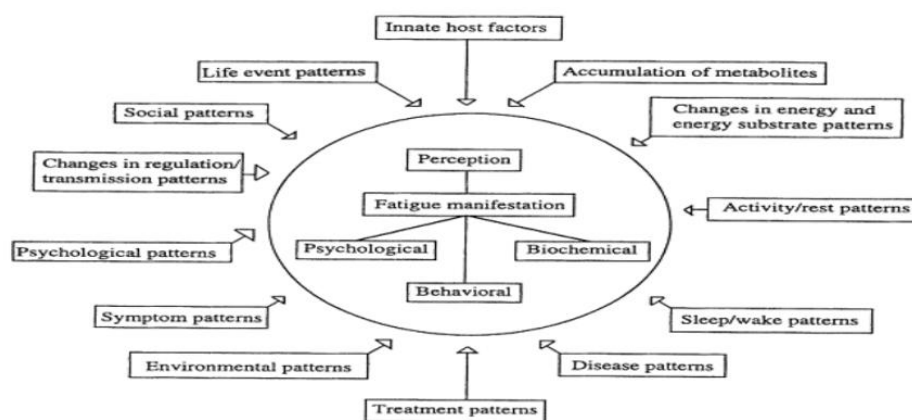 Innate host factors
Life event patterns
Accumulation of metabolites
Social patterns
Changes in energy and
energy substrate patterns
Changes in regulation/
transmission patterns
Perception
Fatigue manifestation
Activity/rest patterns
Psychological patterns
Psychological
Biochemical
Behavioral
Symptom patterns
Sleep/wake patterns
Environmental patterns
Disease patterns
Treatment patterns